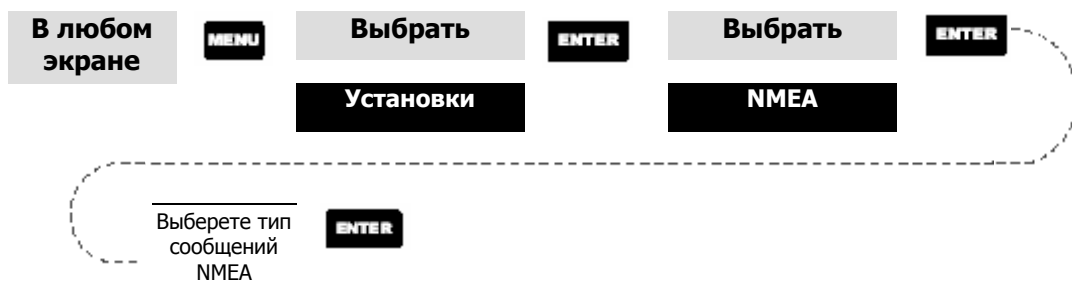 В любом
экране
MENU
Выбрать
Установки
ENTER
Выбрать
NMEA
ENTER
Выберете тип
сообщений
NMEA
ENTER